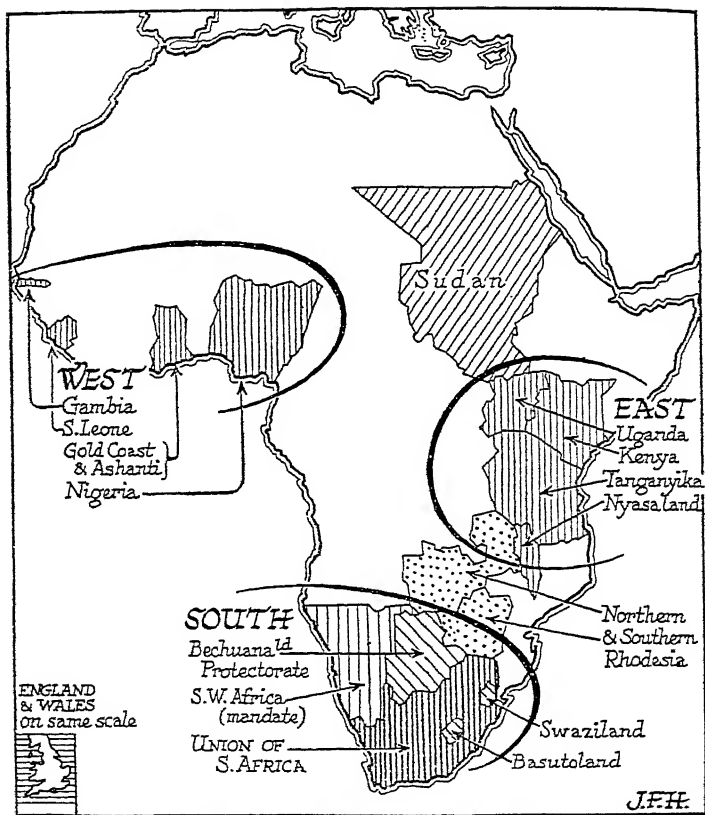 Sudan
WEST
Gambia
S. Leone
Gold Coast
& Ashanti
Nigeria
EAST
Uganda
Kenya
Tanganyika
Nyasaland
Northern
& Southern
Rhodesia
SOUTH
Bechuanald
Protectorate
S.W. Africa
(mandate)
UNION OF
S. AFRICA
Swaziland
Basutoland
ENGLAND
& WALES
on same scale
J.F.H.